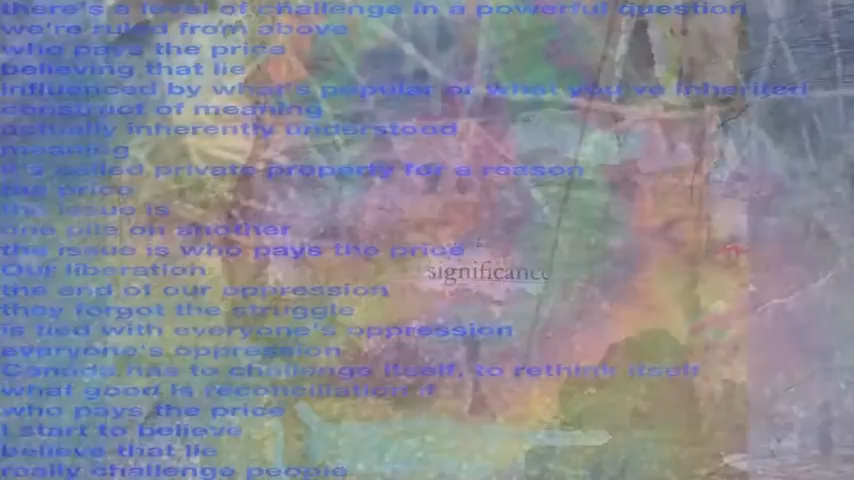 there's a level of challenge in a powerful question
we're ruled from above
who pays the price
believing that lie
influenced by what's popular or what you've inherited
construct of meaning
actually inherently understood
meaning
it's called private property for a reason
the price
the issue is
one pile on another
the issue is who pays the price
Our liberation
significance
the end of our oppression
they forgot the struggle
is tied with everyone's oppression
everyone's oppression
Canada has to challenge itself, to rethink itself
what good is reconciliation if
who pays the price
I start to believe
believe that lie
really challenge people